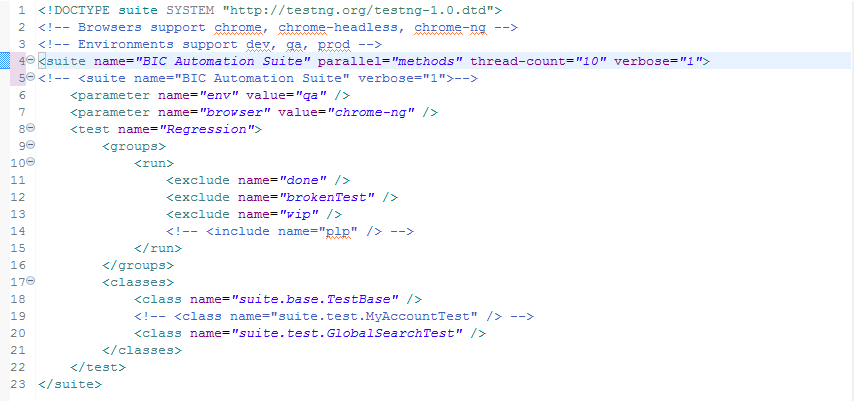 1 <!DOCTYPE suite SYSTEM "http://testng.org/testng-1.0.dtd">
2 <!-- Browsers support chrome, chrome-headless, chrome-ng -->
3 <!-- Environments support dev, qa, prod -->
4 <suite name="BIC Automation Suite" parallel="methods" thread-count="10" verbose="1">
5 <!-- <suite name="BIC Automation Suite" verbose="1">-->
6     <parameter name="env" value="qa" />
7     <parameter name="browser" value="chrome-ng" />
8     <test name="Regression">
9         <groups>
10             <run>
11                 <exclude name="done" />
12                 <exclude name="brokenTest" />
13                 <exclude name="wip" />
14                 <!-- <include name="plp" /> -->
15             </run>
16         </groups>
17         <classes>
18             <class name="suite.base.TestBase" />
19             <!-- <class name="suite.test.MyAccountTest" /> -->
20             <class name="suite.test.GlobalSearchTest" />
21         </classes>
22     </test>
23 </suite>